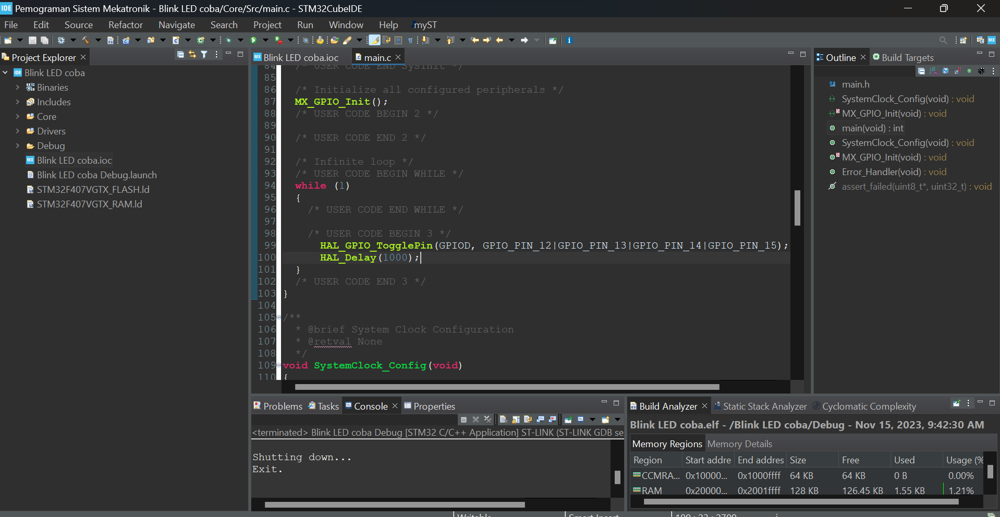 IDE Pemograman Sistem Mekatronik - Blink LED coba/Core/Src/main.c - STM32CubeIDE
File Edit Source Refactor Navigate Search Project Run Window Help myST
Project Explorer
IDE Blink LED coba
Binaries
Includes
Core
Drivers
Debug
MX Blink LED coba.ioc
Blink LED coba Debug.launch
STM32F407VGTX_FLASH.ld
STM32F407VGTX_RAM.ld
MX Blink LED coba.ioc main.c
84 /* USER CODE END SysInit */
85
86 /* Initialize all configured peripherals */
87 MX_GPIO_Init();
88 /* USER CODE BEGIN 2 */
89
90 /* USER CODE END 2 */
91
92 /* Infinite loop */
93 /* USER CODE BEGIN WHILE */
94 while (1)
95 {
96 /* USER CODE END WHILE */
97
98 /* USER CODE BEGIN 3 */
99 HAL_GPIO_TogglePin(GPIOD, GPIO_PIN_12|GPIO_PIN_13|GPIO_PIN_14|GPIO_PIN_15);
100 HAL_Delay(1000);
101 }
102 /* USER CODE END 3 */
103 }
104
105 /**
106 * @brief System Clock Configuration
107 * @retval None
108 */
109 void SystemClock_Config(void)
110 {
Outline Build Targets
main.h
SystemClock_Config(void) : void
MX_GPIO_Init(void) : void
main(void) : int
SystemClock_Config(void) : void
MX_GPIO_Init(void) : void
Error_Handler(void) : void
assert_failed(uint8_t*, uint32_t) : void
Problems Tasks Console Properties
<terminated> Blink LED coba Debug [STM32 C/C++ Application] ST-LINK (ST-LINK GDB se
Shutting down...
Exit.
Build Analyzer Static Stack Analyzer Cyclomatic Complexity
Blink LED coba.elf - /Blink LED coba/Debug - Nov 15, 2023, 9:42:30 AM
Memory Regions Memory Details
Region Start addre End addres Size Free Used Usage (%
CCMRA... 0x10000... 0x1000ffff 64 KB 64 KB 0 B 0.00%
RAM 0x20000... 0x2001ffff 128 KB 126.45 KB 1.55 KB 1.21%
Writable Smart Insert 100 : 23 : 2700